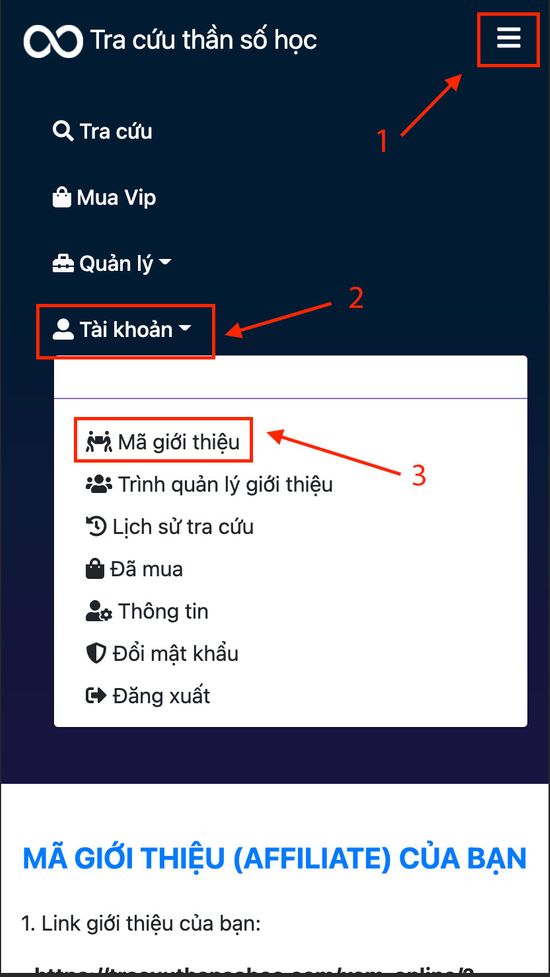 Tra cứu thần số học
1
Tra cứu
Mua Vip
Quản lý
2
Tài khoản
Mã giới thiệu
3
Trình quản lý giới thiệu
Lịch sử tra cứu
Đã mua
Thông tin
Đổi mật khẩu
Đăng xuất
MÃ GIỚI THIỆU (AFFILIATE) CỦA BẠN
1. Link giới thiệu của bạn: